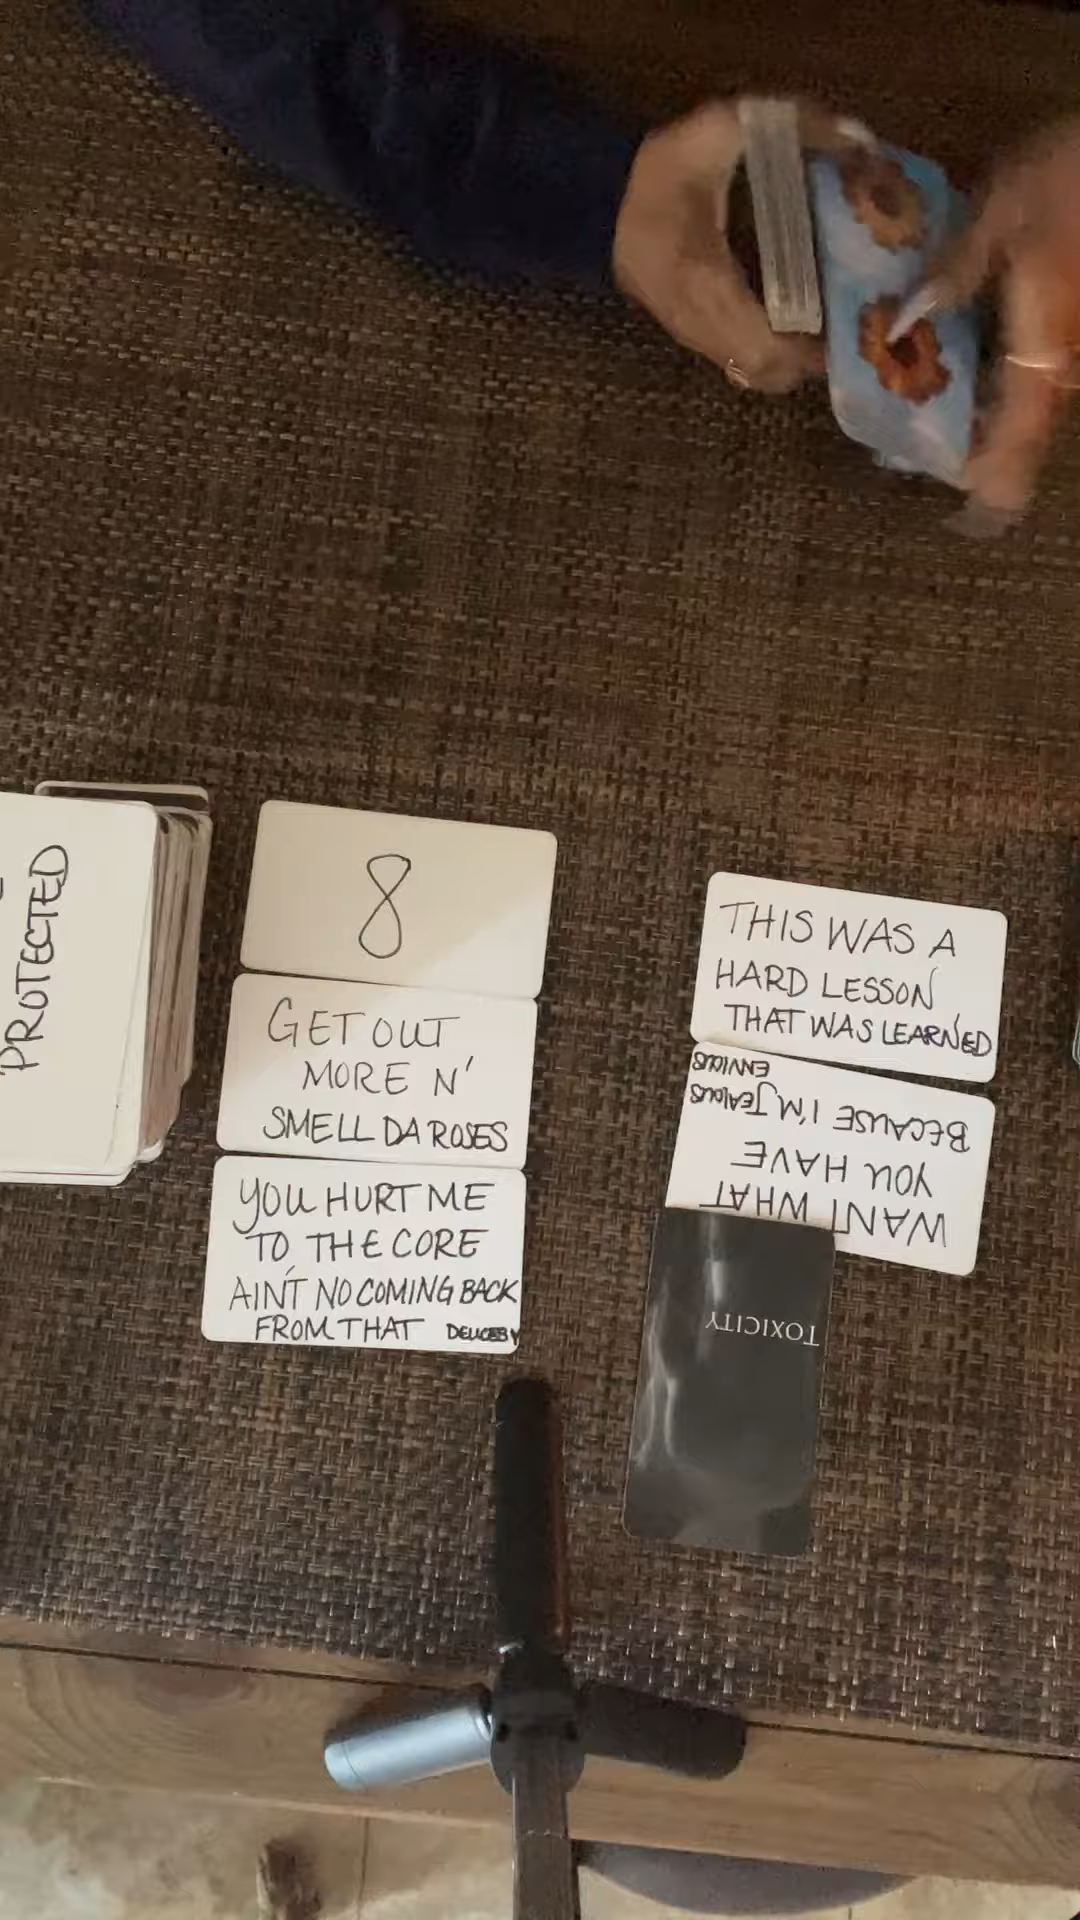 PROTECTED
8
GET OUT
MORE N'
SMELL DA ROSES
YOU HURT ME
TO THE CORE
AIN'T NO COMING BACK
FROM THAT
THIS WAS A
HARD LESSON
THAT WAS LEARNED
WANT WHAT
YOU HAVE
BECAUSE I'M JEALOUS
ENVIOUS
TOXICITY